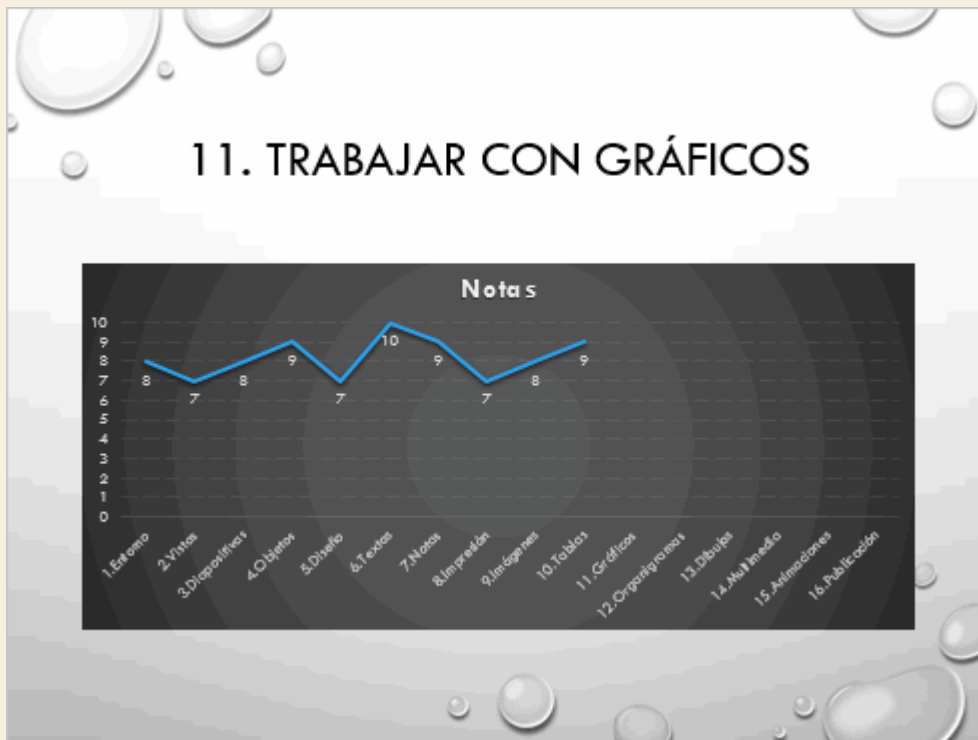 11. TRABAJAR CON GRÁFICOS
Notas
10
9
8
7
6
5
4
3
2
1
0
8
7
8
9
7
10
9
7
8
9
1.Entorno
2.Vistas
3.Diapositivas
4.Objetos
5.Diseño
6.Textos
7.Notas
8.Impresión
9.Imágenes
10.Tablas
11.Gráficos
12.Organigramas
13.Dibujos
14.Multimedia
15.Animaciones
16.Publicación